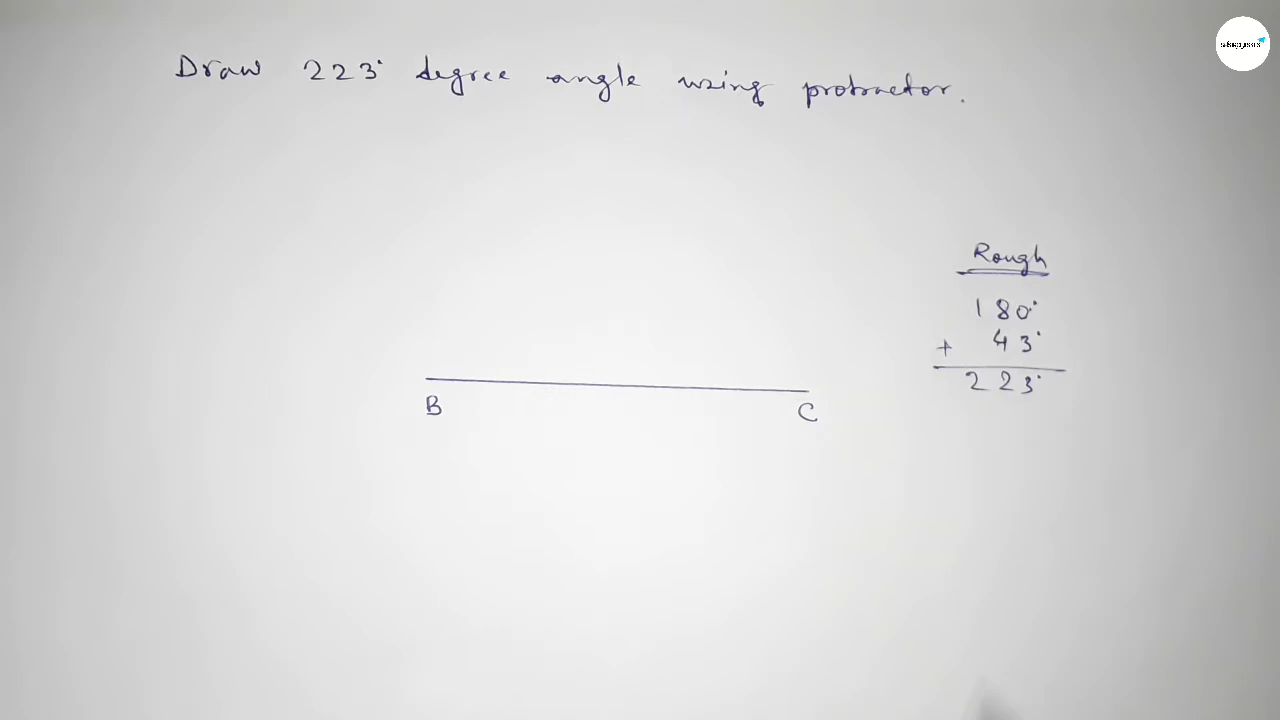 Draw 223° degree angle using protractor.
Rough
180°
+ 43°
223°
B C